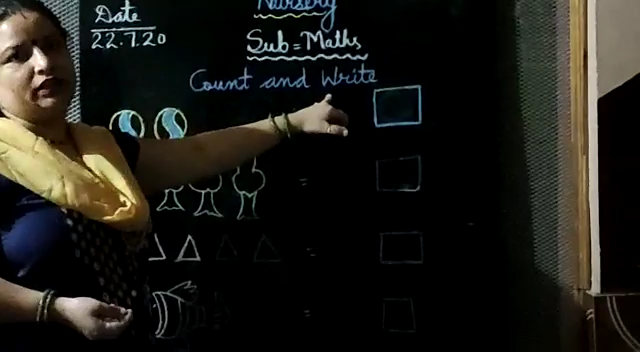 Nursery
Date
22.7.20
Sub = Maths
Count and Write
=
=
=